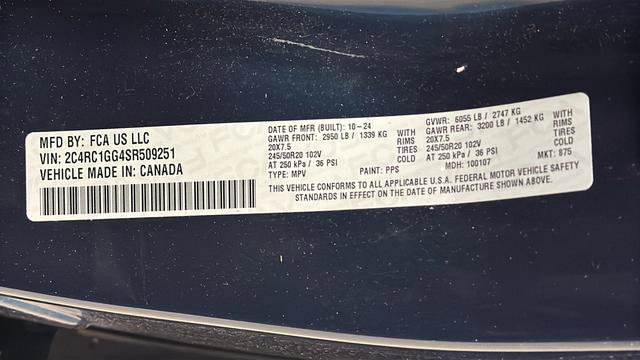 MFD BY: FCA US LLC
VIN: 2C4RC1GG4SR509251
VEHICLE MADE IN: CANADA
DATE OF MFR (BUILT): 10-24
GAWR FRONT: 2950 LB / 1339 KG WITH
20X7.5 RIMS
245/50R20 102V TIRES
AT 250 kPa / 36 PSI COLD
TYPE: MPV PAINT: PPS
GVWR: 6055 LB / 2747 KG
GAWR REAR: 3200 LB / 1452 KG WITH
20X7.5 RIMS
245/50R20 102V TIRES
AT 250 kPa / 36 PSI COLD
MDH: 100107 MKT: 875
THIS VEHICLE CONFORMS TO ALL APPLICABLE U.S.A. FEDERAL MOTOR VEHICLE SAFETY
STANDARDS IN EFFECT ON THE DATE OF MANUFACTURE SHOWN ABOVE.